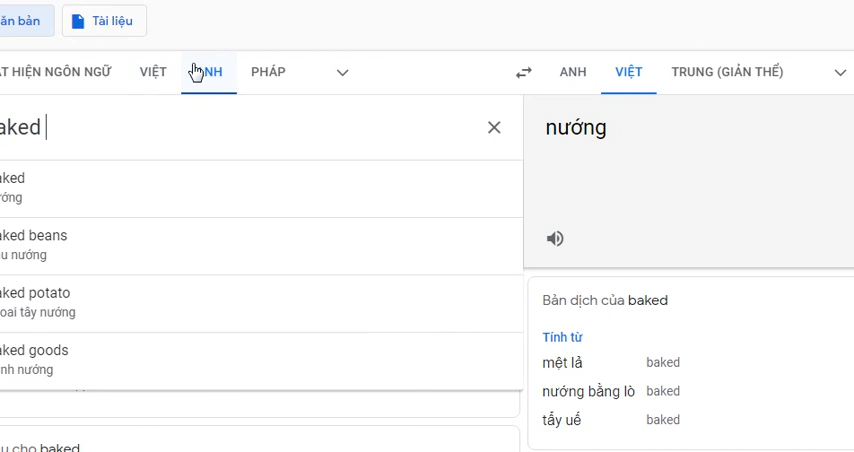 ăn bản Tài liệu
ÁT HIỆN NGÔN NGỮ VIỆT ANH PHÁP ANH VIỆT TRUNG (GIẢN THỂ)
aked
nướng
aked
ướng
aked beans
u nướng
aked potato
oai tây nướng
aked goods
nh nướng
Bản dịch của baked
Tính từ
mệt lả baked
nướng bằng lò baked
tẩy uế baked
u cho baked